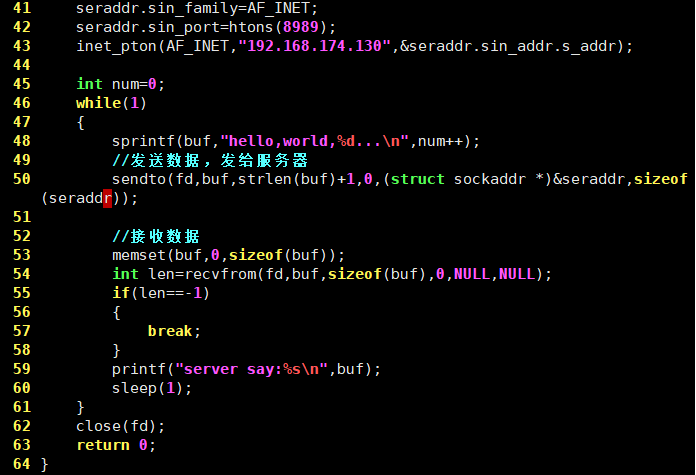 41     seraddr.sin_family=AF_INET;
42     seraddr.sin_port=htons(8989);
43     inet_pton(AF_INET,"192.168.174.130",&seraddr.sin_addr.s_addr);
44
45     int num=0;
46     while(1)
47     {
48         sprintf(buf,"hello,world,%d...\n",num++);
49         //发送数据，发给服务器
50         sendto(fd,buf,strlen(buf)+1,0,(struct sockaddr *)&seraddr,sizeof
(seraddr));
51
52         //接收数据
53         memset(buf,0,sizeof(buf));
54         int len=recvfrom(fd,buf,sizeof(buf),0,NULL,NULL);
55         if(len==-1)
56         {
57             break;
58         }
59         printf("server say:%s\n",buf);
60         sleep(1);
61     }
62     close(fd);
63     return 0;
64 }